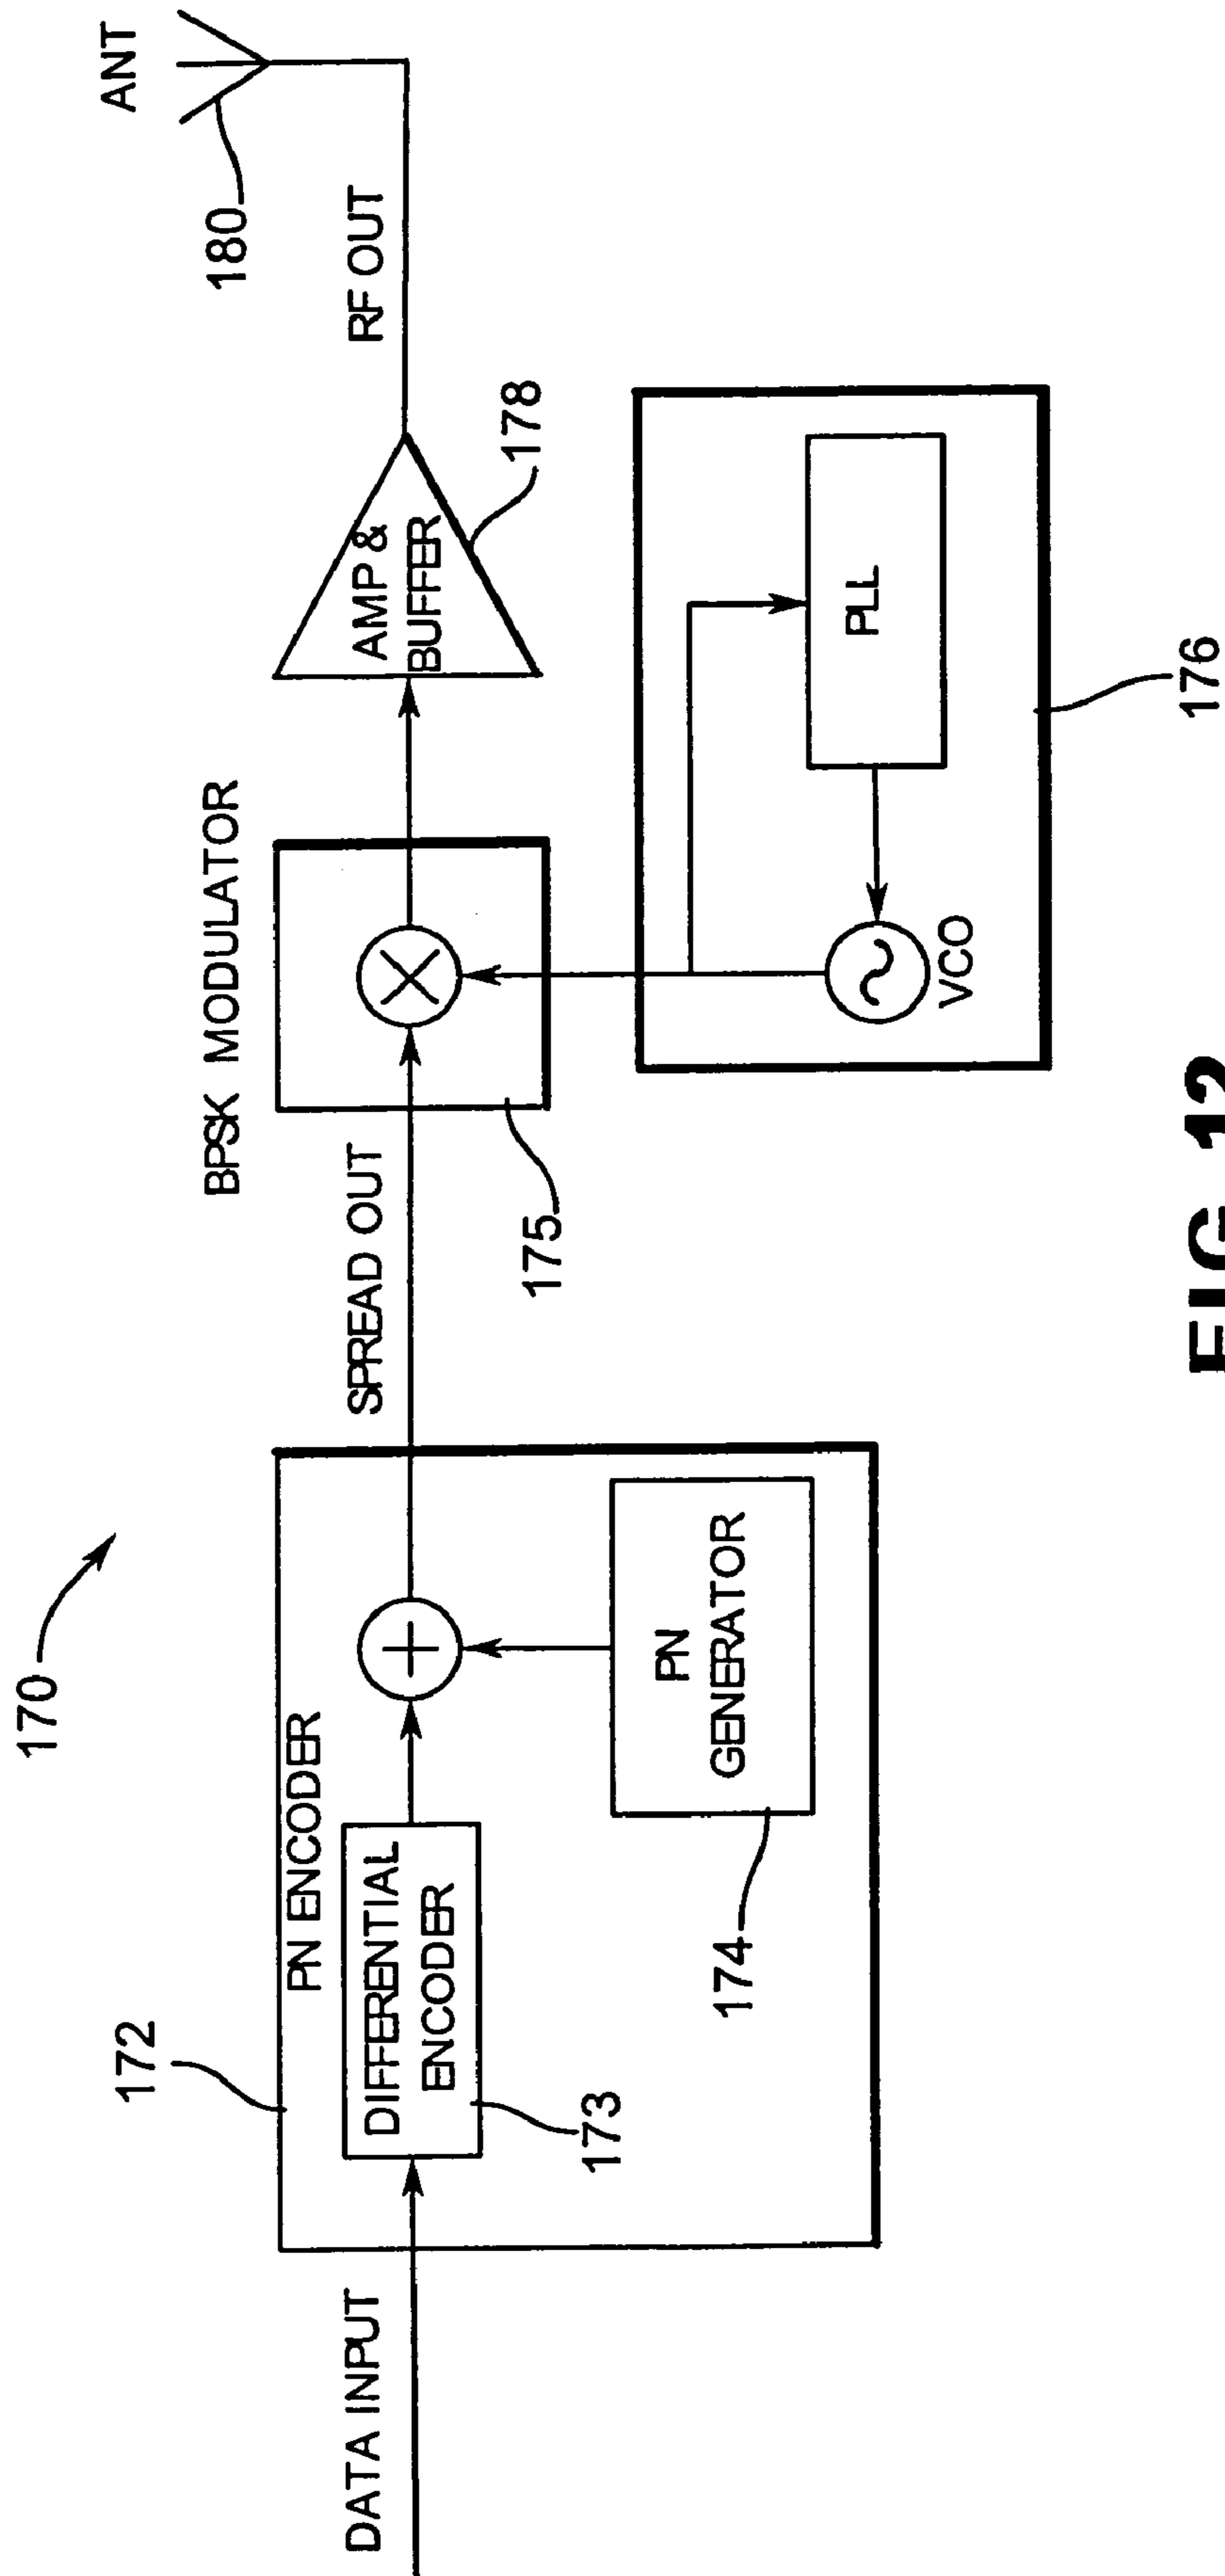 170
172
PN ENCODER
DIFFERENTIAL
ENCODER
173
PN
GENERATOR
174
DATA INPUT
SPREAD OUT
BPSK MODULATOR
175
AMP &
BUFFER
178
RF OUT
ANT
180
PLL
VCO
176
FIG. 12